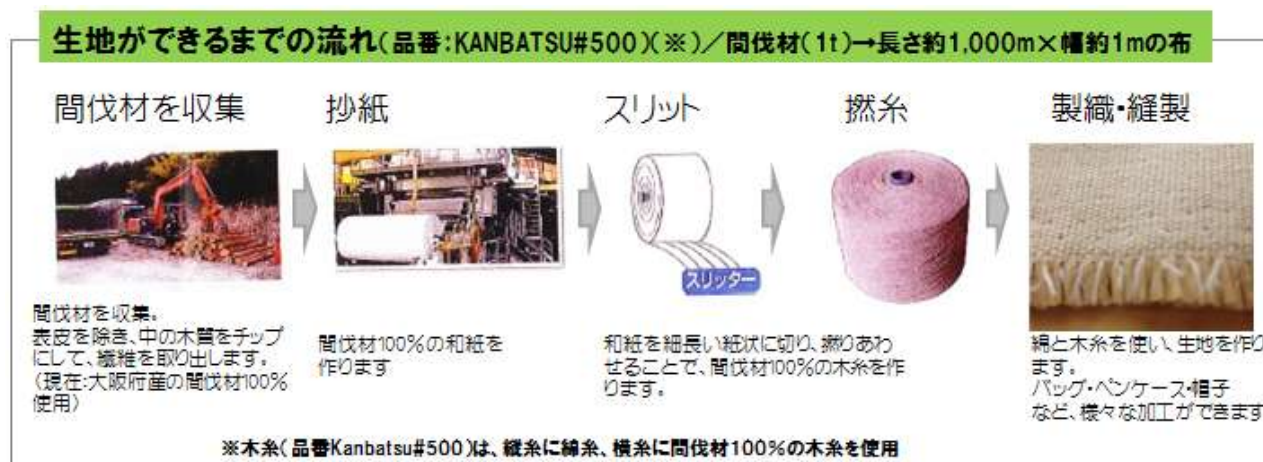 生地ができるまでの流れ(品番:KANBATSU#500)(※)/間伐材(1t)→長さ約1,000m×幅約1mの布
間伐材を収集
抄紙
スリット
撚糸
製織・縫製
スリッター
間伐材を収集。
表皮を除き、中の木質をチップ
にして、繊維を取り出します。
(現在:大阪府産の間伐材100%
使用)
間伐材100%の和紙を
作ります
和紙を細長い紙状に切り、撚りあわ
せることで、間伐材100%の木糸を作
ります。
綿と木糸を使い、生地を作り
ます。
バッグ・ペンケース・帽子
など、様々な加工ができます
※木糸(品番Kanbatsu#500)は、縦糸に綿糸、横糸に間伐材100%の木糸を使用